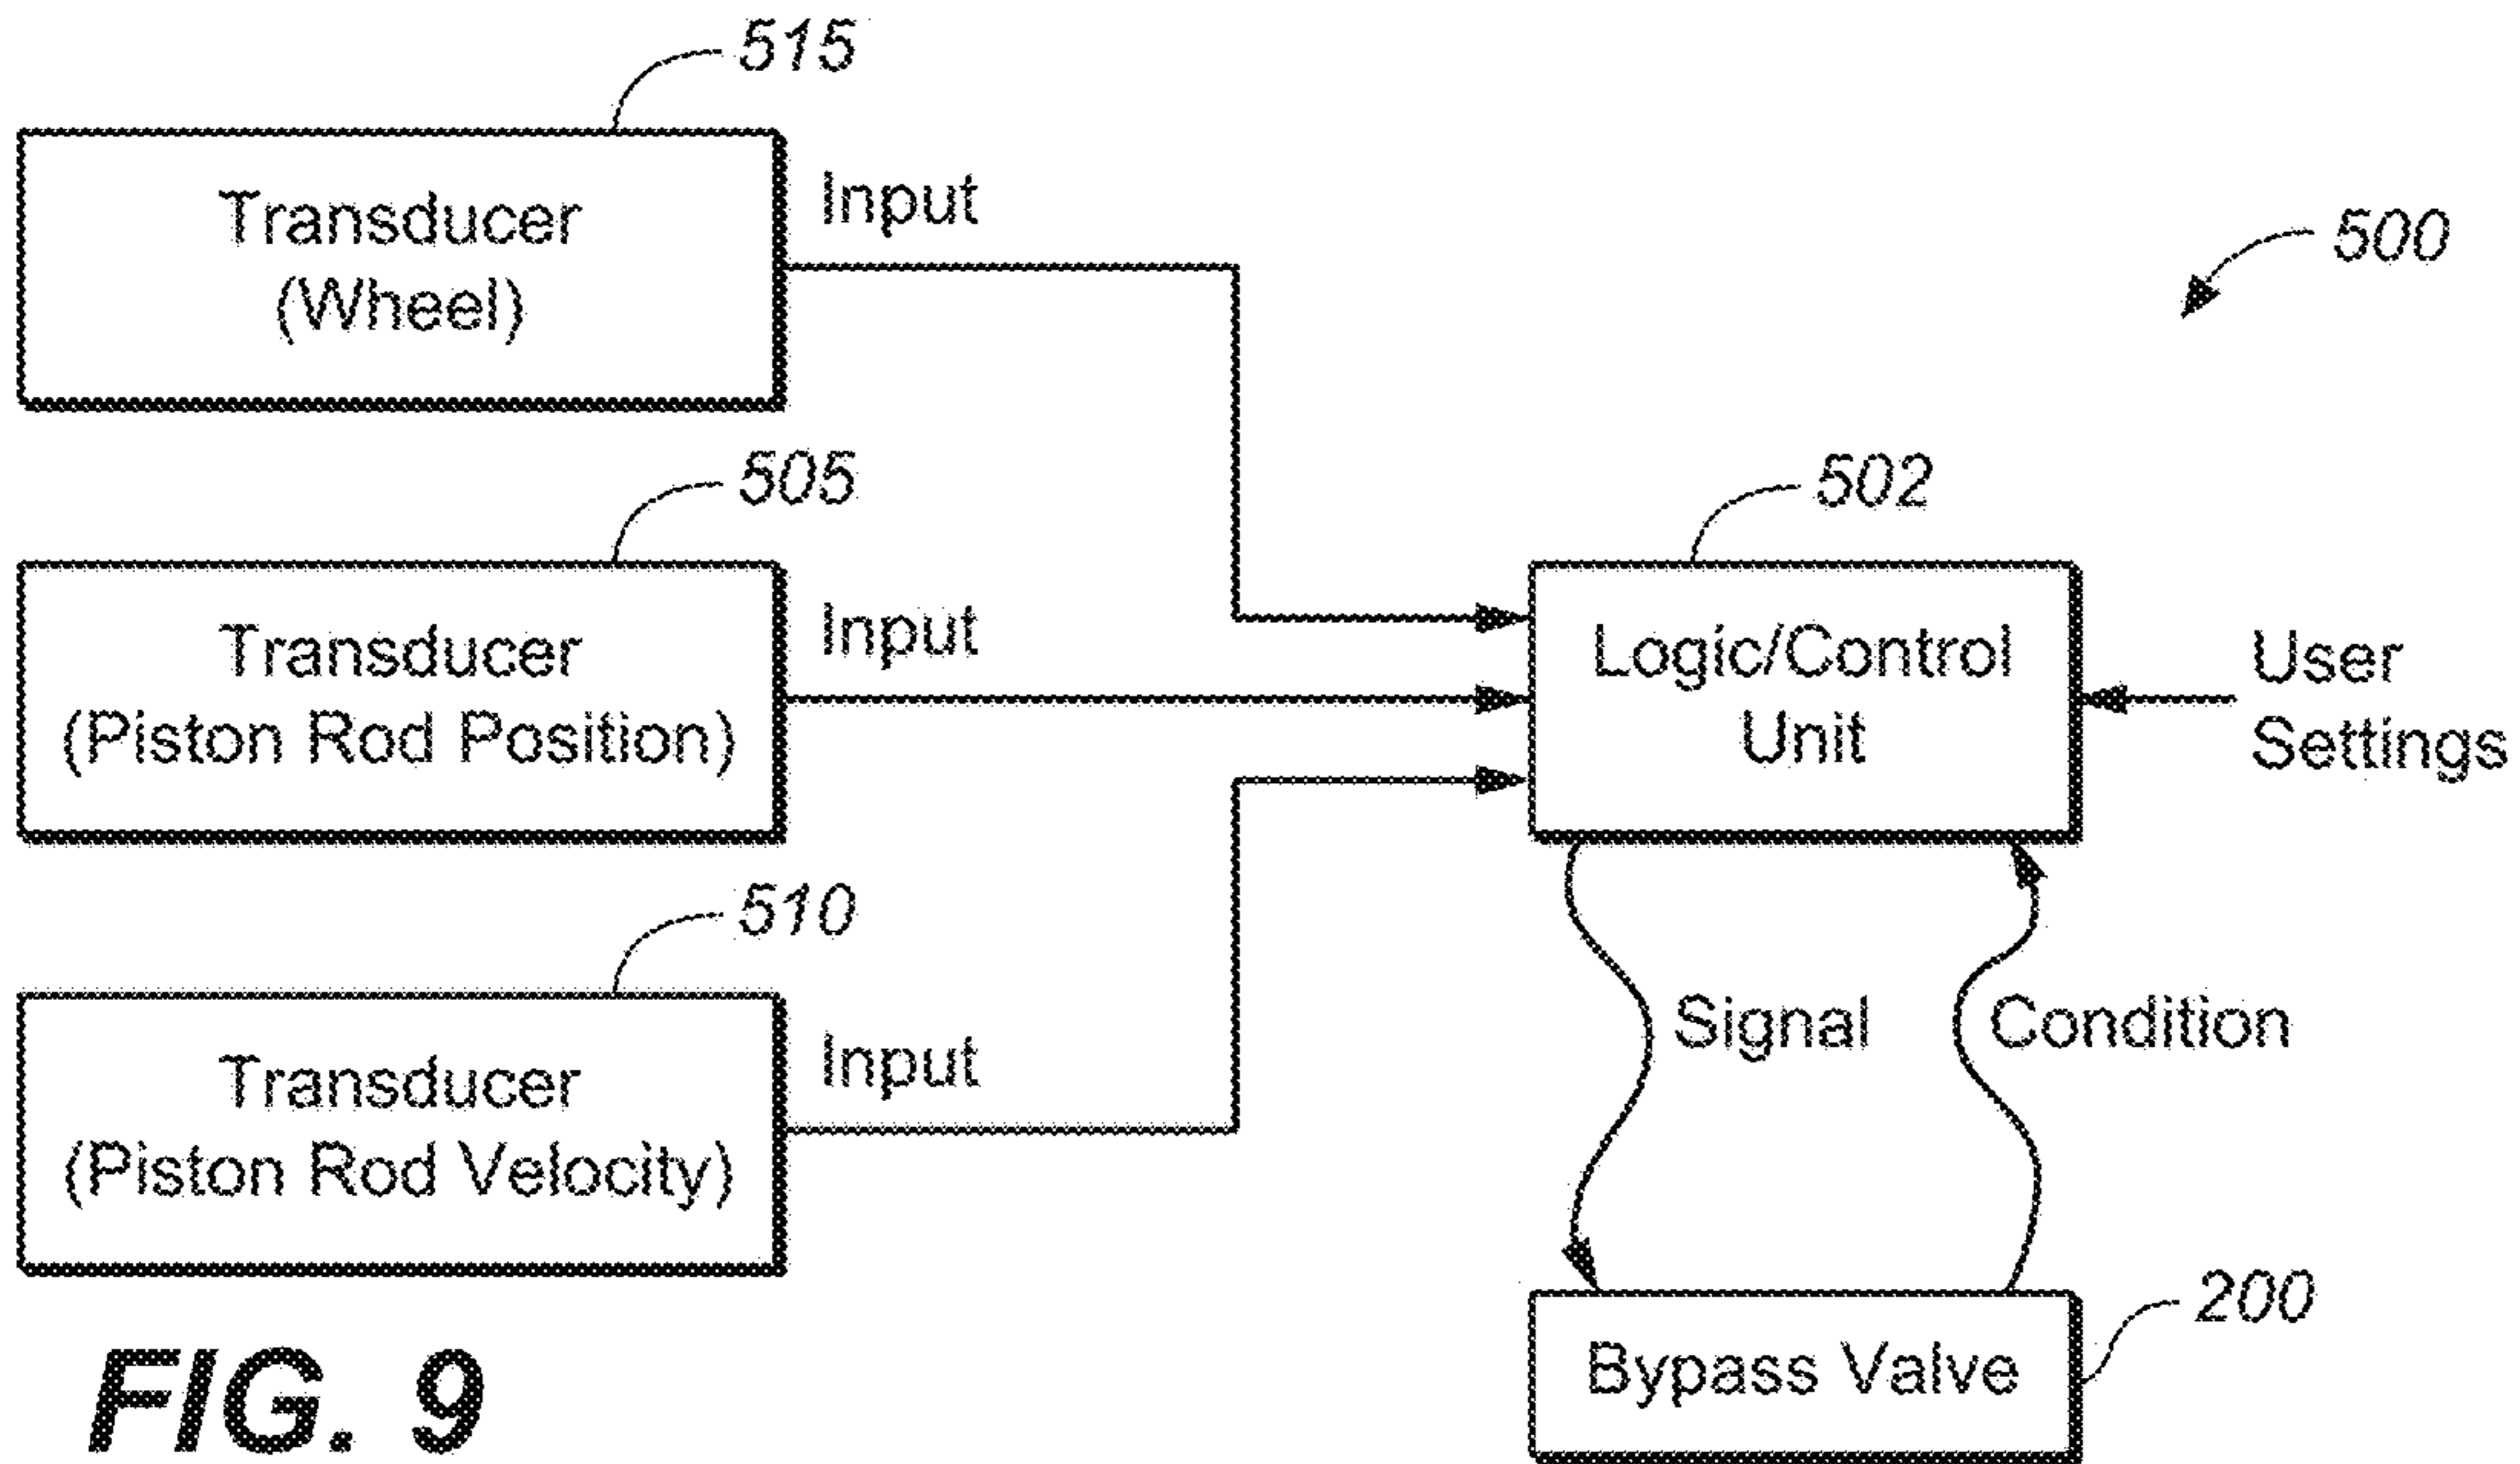 515
Transducer
(Wheel)
Input
500
505
Transducer
(Piston Rod Position)
Input
502
Logic/Control
Unit
User
Settings
510
Transducer
(Piston Rod Velocity)
Input
Signal
Condition
200
Bypass Valve
FIG. 9